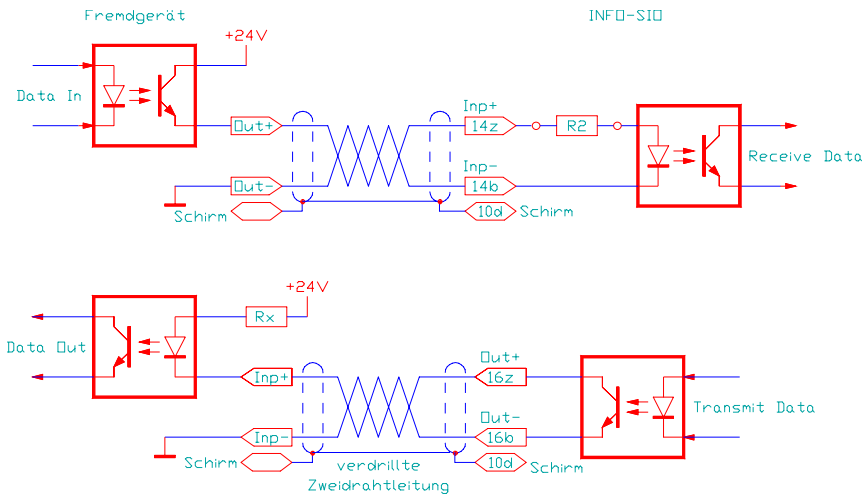 Fremdgerät
INFO-SIO
+24V
Data In
Out+
Inp+
14z
R2
Receive Data
Out-
Inp-
14b
Schirm
10d
Schirm
+24V
Rx
Data Out
Inp+
Out+
16z
Transmit Data
Inp-
Out-
16b
Schirm
verdrillte
Zweidrahtleitung
10d
Schirm